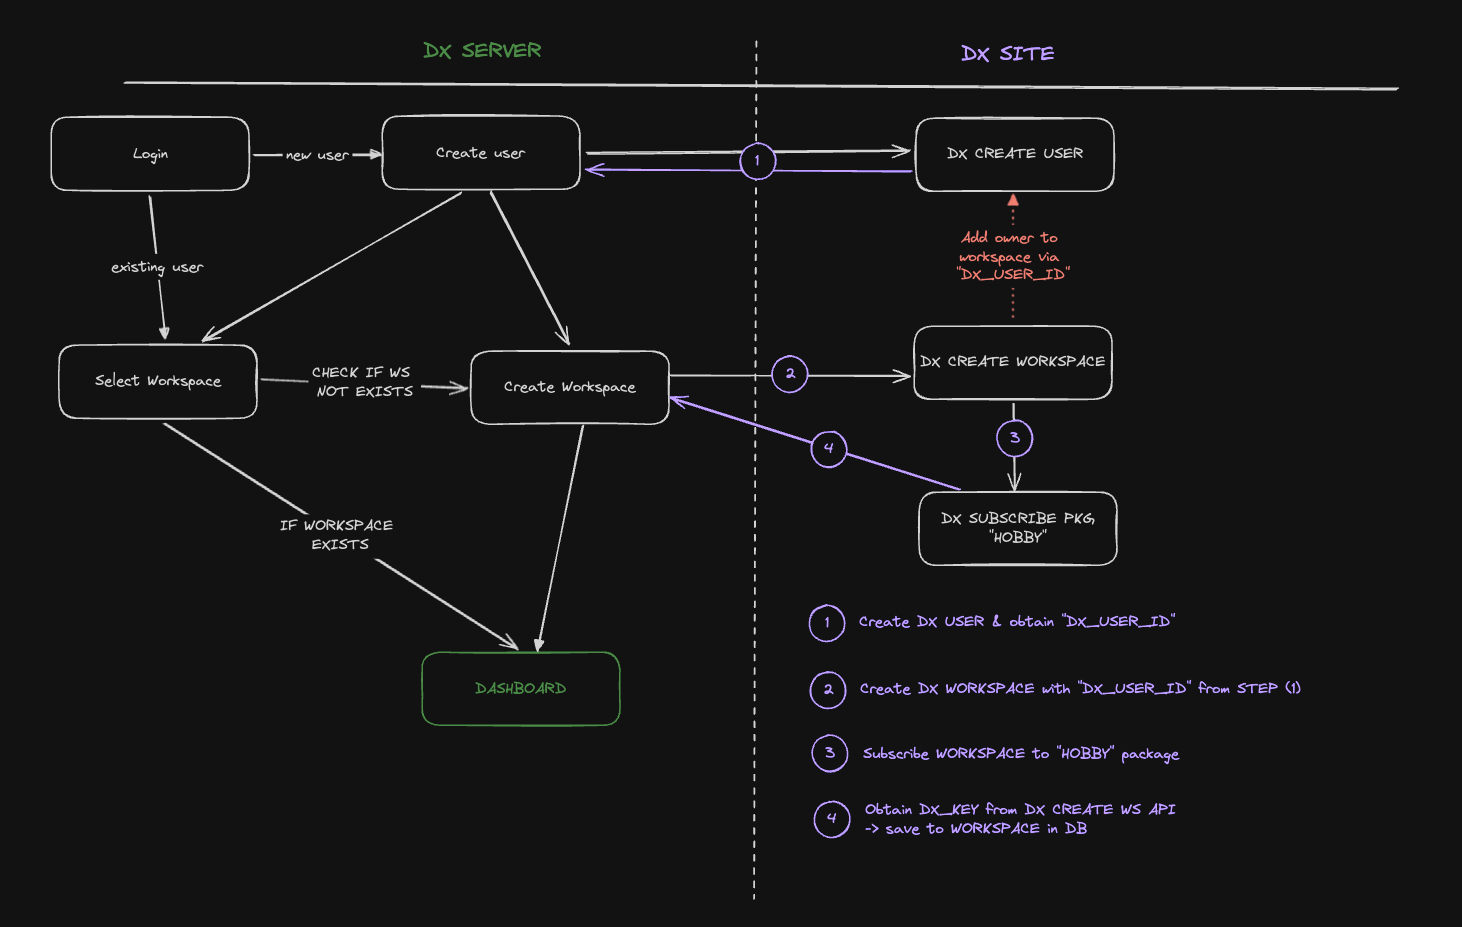 DX SERVER
DX SITE
Login
new user
Create user
1
DX CREATE USER
existing user
Add owner to
workspace via
"DX_USER_ID"
Select Workspace
CHECK IF WS
NOT EXISTS
Create Workspace
2
DX CREATE WORKSPACE
3
4
DX SUBSCRIBE PKG,
"HOBBY"
IF WORKSPACE
EXISTS
DASHBOARD
1 Create DX USER & obtain "DX_USER_ID"
2 Create DX WORKSPACE with "DX_USER_ID" from STEP (1)
3 Subscribe WORKSPACE to "HOBBY" package
4 Obtain DX_KEY from DX CREATE WS API
-> save to WORKSPACE in DB